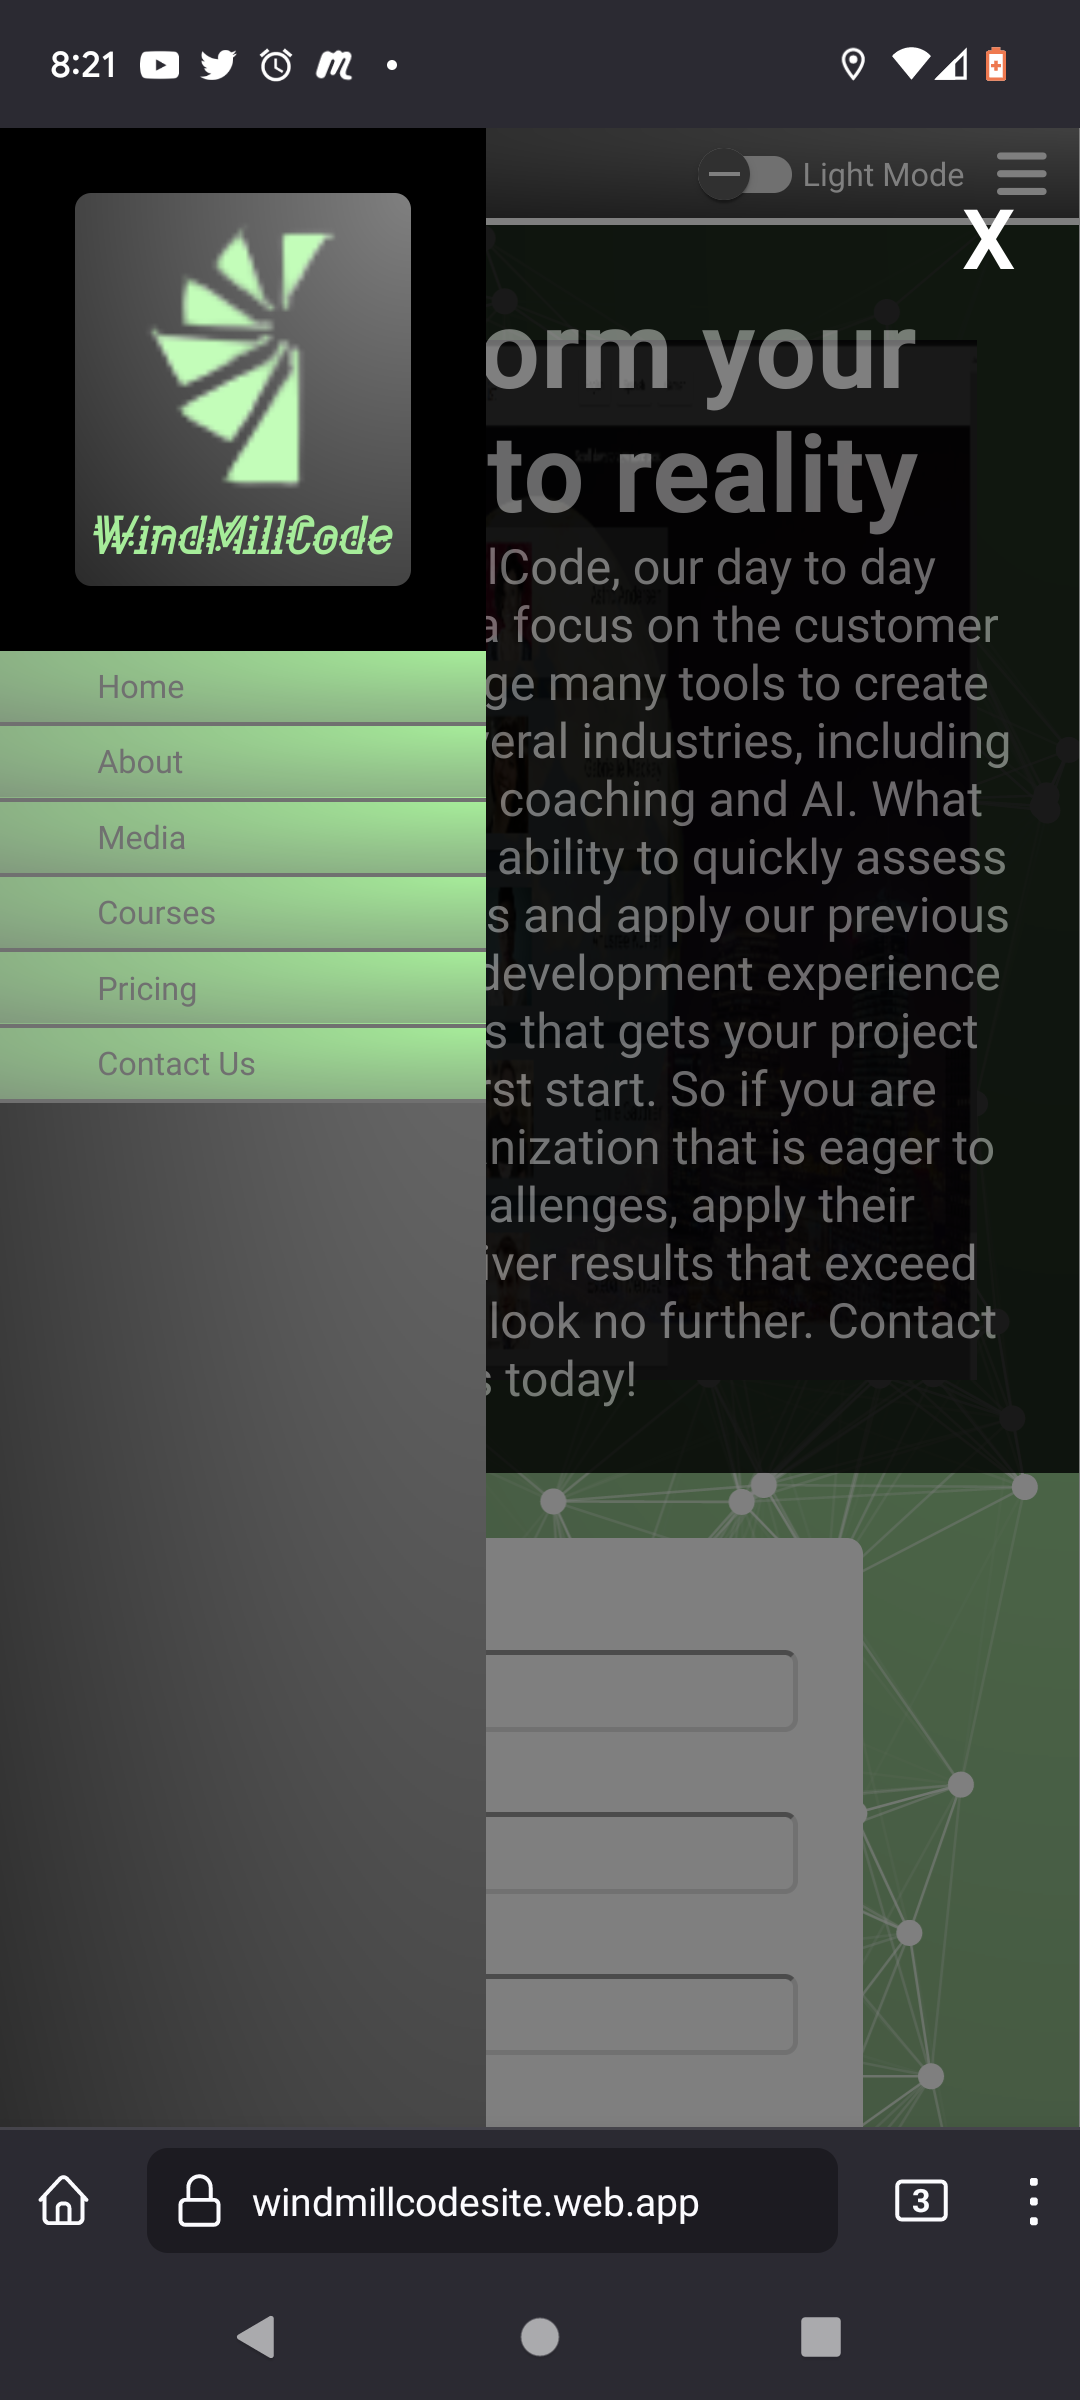 8:21
Light Mode
X
WindMillCode
Home
About
Media
Courses
Pricing
Contact Us
orm your
to reality
lCode, our day to day
a focus on the customer
ge many tools to create
veral industries, including
coaching and AI. What
ability to quickly assess
s and apply our previous
development experience
s that gets your project
rst start. So if you are
nization that is eager to
allenges, apply their
iver results that exceed
look no further. Contact
s today!
windmillcodesite.web.app
3